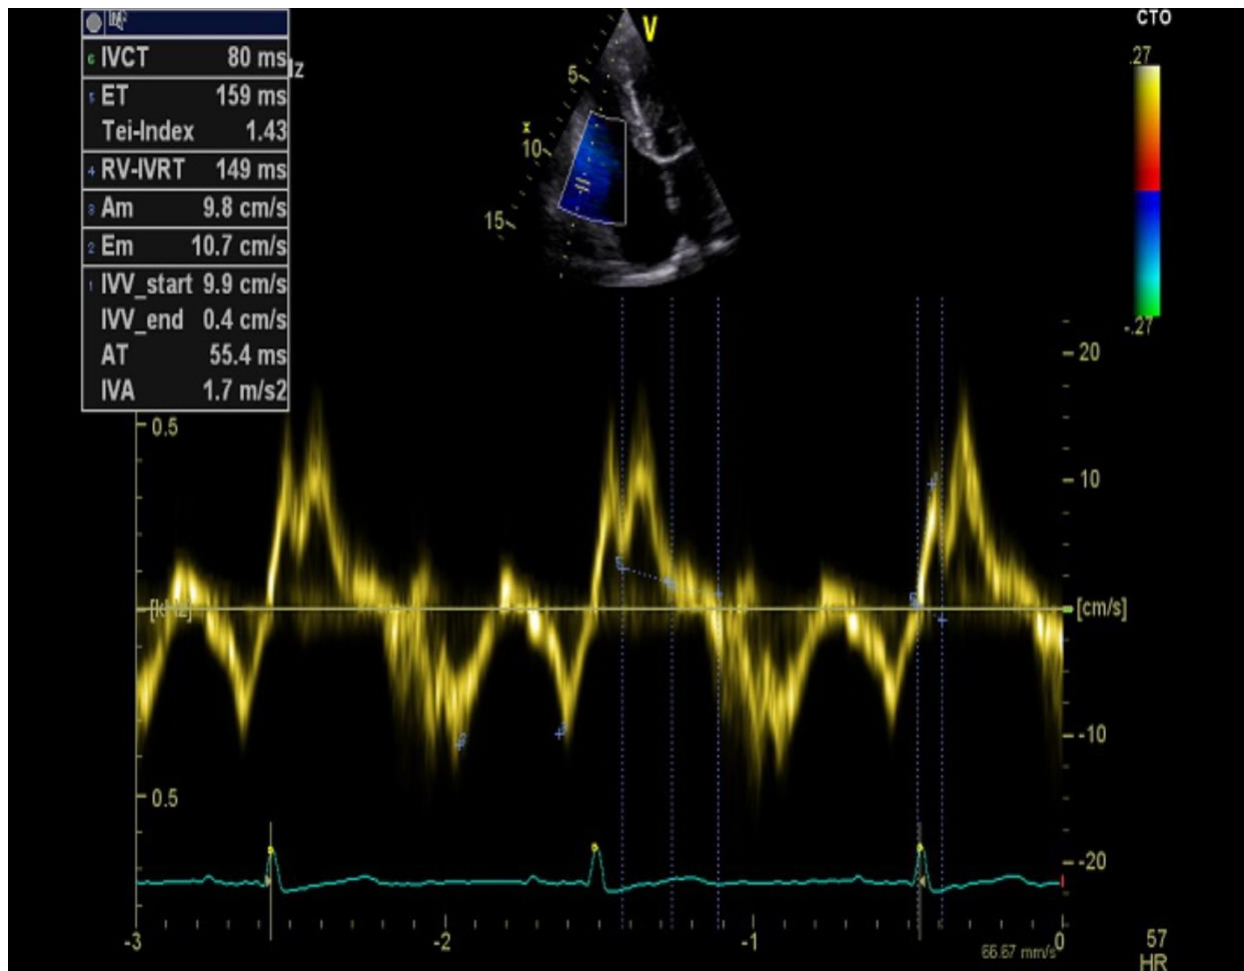 IVCT 80 ms
ET 159 ms
Tei-Index 1.43
RV-IVRT 149 ms
Am 9.8 cm/s
Em 10.7 cm/s
IVV_start 9.9 cm/s
IVV_end 0.4 cm/s
AT 55.4 ms
IVA 1.7 m/s2
V
5
x
10
15
CTO
.27
-.27
0.5
20
10
[kHz]
[cm/s]
-10
0.5
-20
-3
-2
-1
0
66.67 mm/s
57
HR